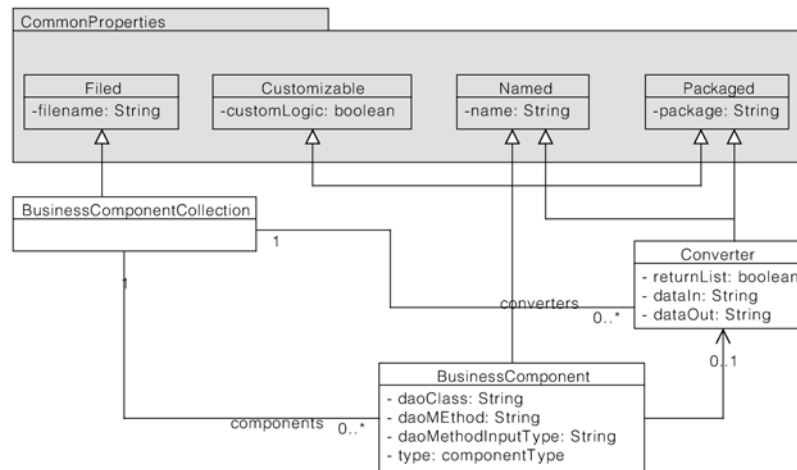 CommonProperties
Filed
Customizable
Named
Packaged
-filename: String
-customLogic: boolean
-name: String
-package: String
BusinessComponentCollection
1
1
Converter
- returnList: boolean
- dataIn: String
- dataOut: String
converters
0..*
0..1
BusinessComponent
- daoClass: String
- daoMEthod: String
- daoMethodInputType: String
- type: componentType
components
0..*